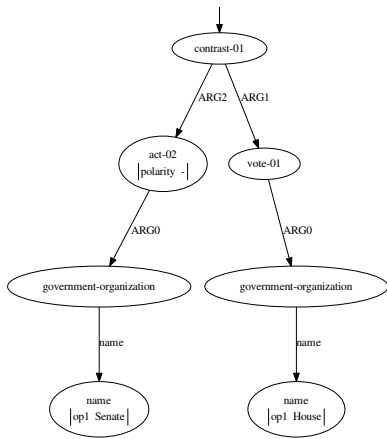 contrast-01
ARG2
ARG1
act-02
polarity -
vote-01
ARG0
ARG0
government-organization
government-organization
name
name
name
op1 Senate
name
op1 House